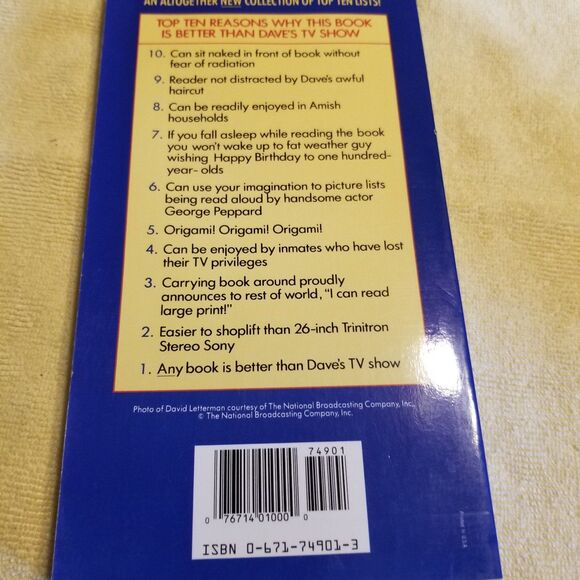 AN ALTOGETHER NEW COLLECTION OF TOP TEN LISTS!
TOP TEN REASONS WHY THIS BOOK
IS BETTER THAN DAVE'S TV SHOW
10. Can sit naked in front of book without
fear of radiation
9. Reader not distracted by Dave's awful
haircut
8. Can be readily enjoyed in Amish
households
7. If you fall asleep while reading the book
you won't wake up to fat weather guy
wishing Happy Birthday to one hundred-
year- olds
6. Can use your imagination to picture lists
being read aloud by handsome actor
George Peppard
5. Origami! Origami! Origami!
4. Can be enjoyed by inmates who have lost
their TV privileges
3. Carrying book around proudly
announces to rest of world, "I can read
large print!"
2. Easier to shoplift than 26-inch Trinitron
Stereo Sony
1. Any book is better than Dave's TV show
Photo of David Letterman courtesy of The National Broadcasting Company, Inc.
© The National Broadcasting Company, Inc.
74901
0 76714 01000 0
ISBN 0-671-74901-3
Printed in U.S.A.